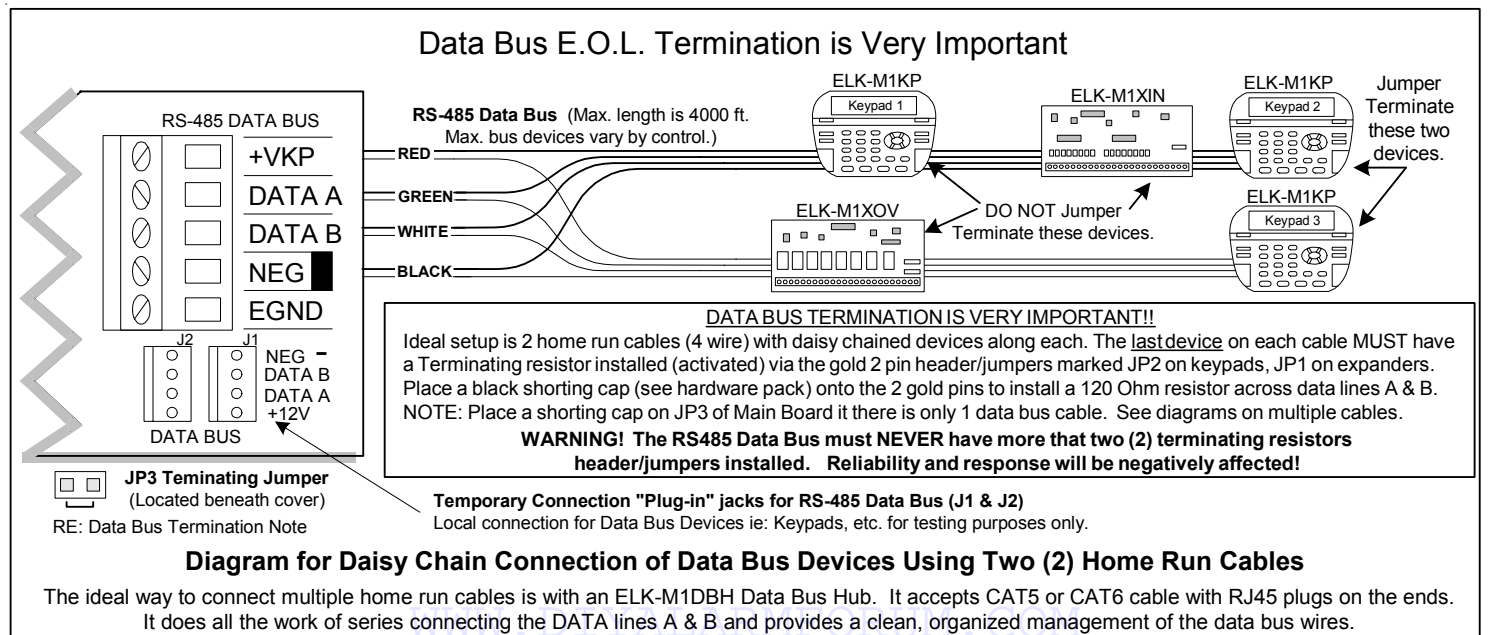 Data Bus E.O.L. Termination is Very Important
RS-485 DATA BUS
+VKP
DATA A
DATA B
NEG
EGND
J2
J1
NEG -
DATA B
DATA A
+12V
DATA BUS
RS-485 Data Bus (Max. length is 4000 ft.
Max. bus devices vary by control.)
RED
GREEN
WHITE
BLACK
ELK-M1KP
Keypad 1
ELK-M1XIN
ELK-M1KP
Keypad 2
Jumper
Terminate
these two
devices.
ELK-M1XOV
DO NOT Jumper
Terminate these devices.
ELK-M1KP
Keypad 3
DATA BUS TERMINATION IS VERY IMPORTANT!!
Ideal setup is 2 home run cables (4 wire) with daisy chained devices along each. The last device on each cable MUST have
a Terminating resistor installed (activated) via the gold 2 pin header/jumpers marked JP2 on keypads, JP1 on expanders.
Place a black shorting cap (see hardware pack) onto the 2 gold pins to install a 120 Ohm resistor across data lines A & B.
NOTE: Place a shorting cap on JP3 of Main Board it there is only 1 data bus cable. See diagrams on multiple cables.
WARNING! The RS485 Data Bus must NEVER have more that two (2) terminating resistors
header/jumpers installed. Reliability and response will be negatively affected!
JP3 Teminating Jumper
(Located beneath cover)
RE: Data Bus Termination Note
Temporary Connection "Plug-in" jacks for RS-485 Data Bus (J1 & J2)
Local connection for Data Bus Devices ie: Keypads, etc. for testing purposes only.
Diagram for Daisy Chain Connection of Data Bus Devices Using Two (2) Home Run Cables
The ideal way to connect multiple home run cables is with an ELK-M1DBH Data Bus Hub. It accepts CAT5 or CAT6 cable with RJ45 plugs on the ends.
It does all the work of series connecting the DATA lines A & B and provides a clean, organized management of the data bus wires.
WWW.DIYALARMFORUM.COM